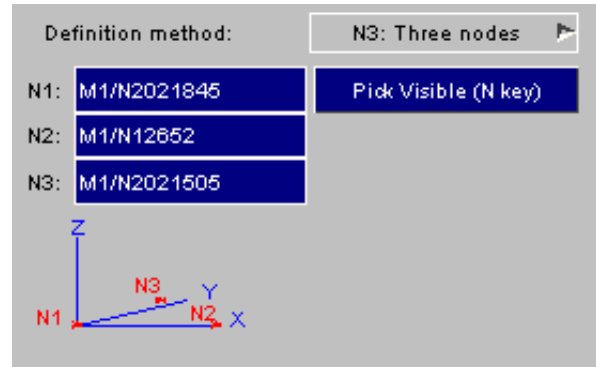 Definition method: N3: Three nodes
N1: M1/N2021845 Pick Visible (N key)
N2: M1/N12652
N3: M1/N2021505
Z
N3
Y
N1 N2 X